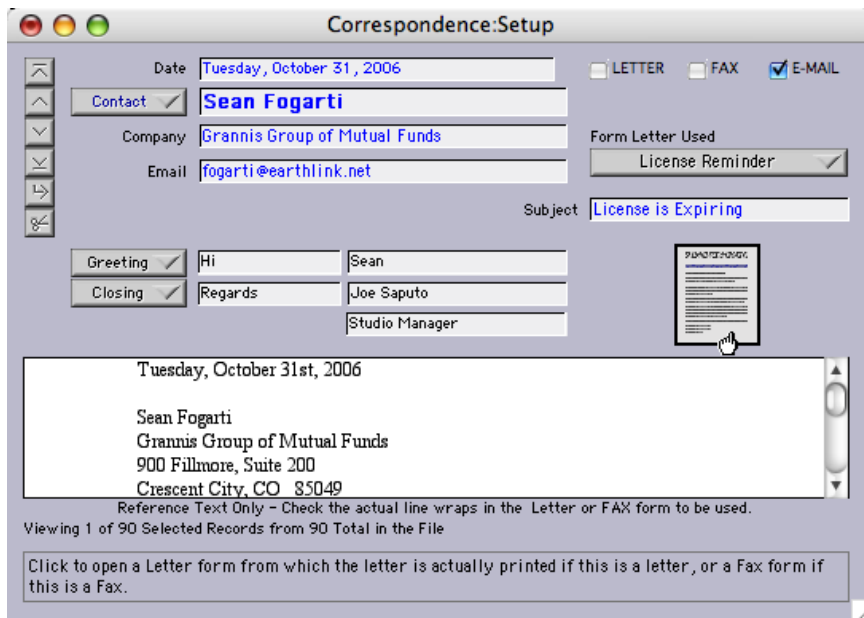 Correspondence:Setup
Date Tuesday, October 31, 2006 LETTER FAX E-MAIL
Contact Sean Fogarti
Company Grannis Group of Mutual Funds Form Letter Used
Email fogarti@earthlink.net License Reminder
Subject License is Expiring
Greeting Hi Sean
Closing Regards Joe Saputo
Studio Manager
Tuesday, October 31st, 2006
Sean Fogarti
Grannis Group of Mutual Funds
900 Fillmore, Suite 200
Crescent City, CO 85049
Reference Text Only - Check the actual line wraps in the Letter or FAX form to be used.
Viewing 1 of 90 Selected Records from 90 Total in the File
Click to open a Letter form from which the letter is actually printed if this is a letter, or a Fax form if
this is a Fax.